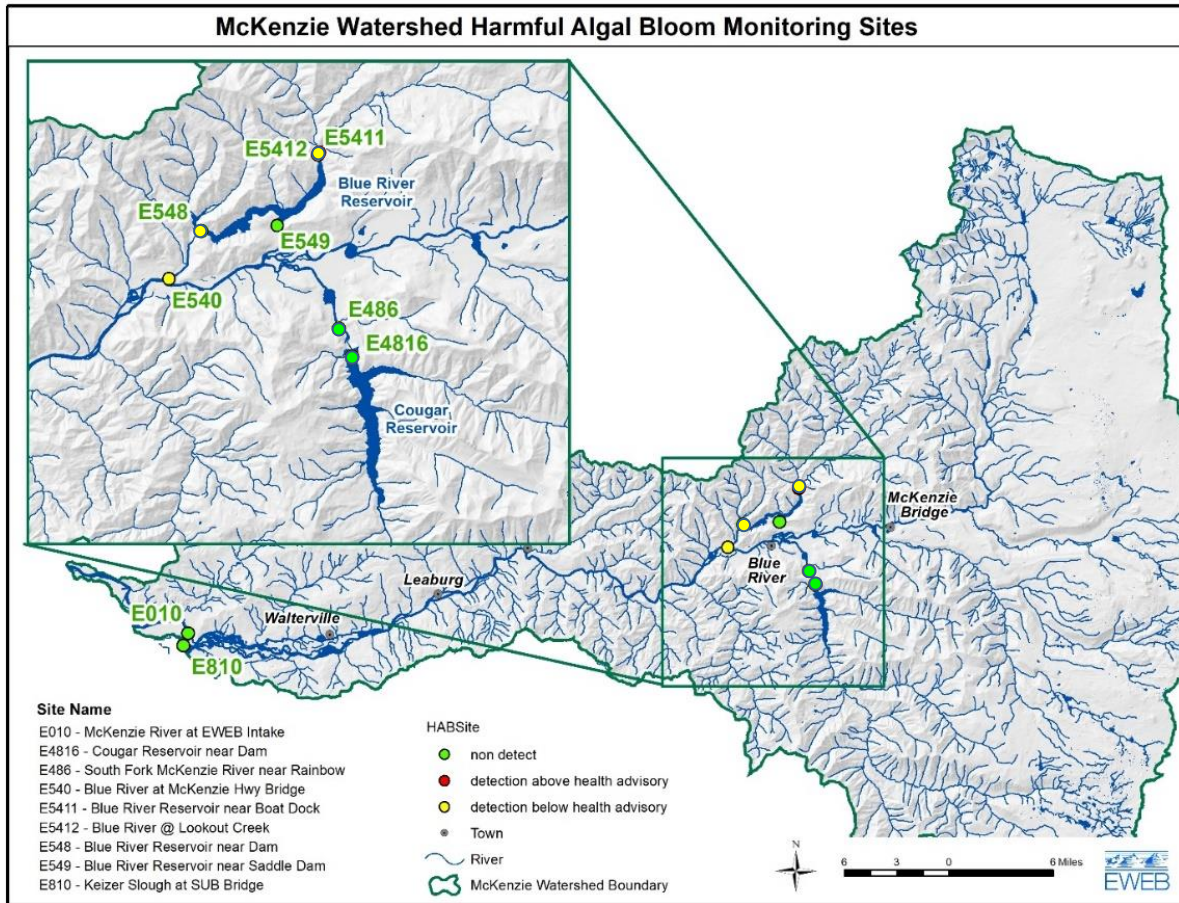 McKenzie Watershed Harmful Algal Bloom Monitoring Sites
E5412
E5411
Blue River
Reservoir
E548
E549
E540
E486
E4816
Cougar
Reservoir
McKenzie
Bridge
Blue
River
Leaburg
Walterville
E010
E810
Site Name
E010 - McKenzie River at EWEB Intake
E4816 - Cougar Reservoir near Dam
E486 - South Fork McKenzie River near Rainbow
E540 - Blue River at McKenzie Hwy Bridge
E5411 - Blue River Reservoir near Boat Dock
E5412 - Blue River @ Lookout Creek
E548 - Blue River Reservoir near Dam
E549 - Blue River Reservoir near Saddle Dam
E810 - Keizer Slough at SUB Bridge
HABSite
non detect
detection above health advisory
detection below health advisory
Town
River
McKenzie Watershed Boundary
N
6 3 0 6 Miles
EWEB